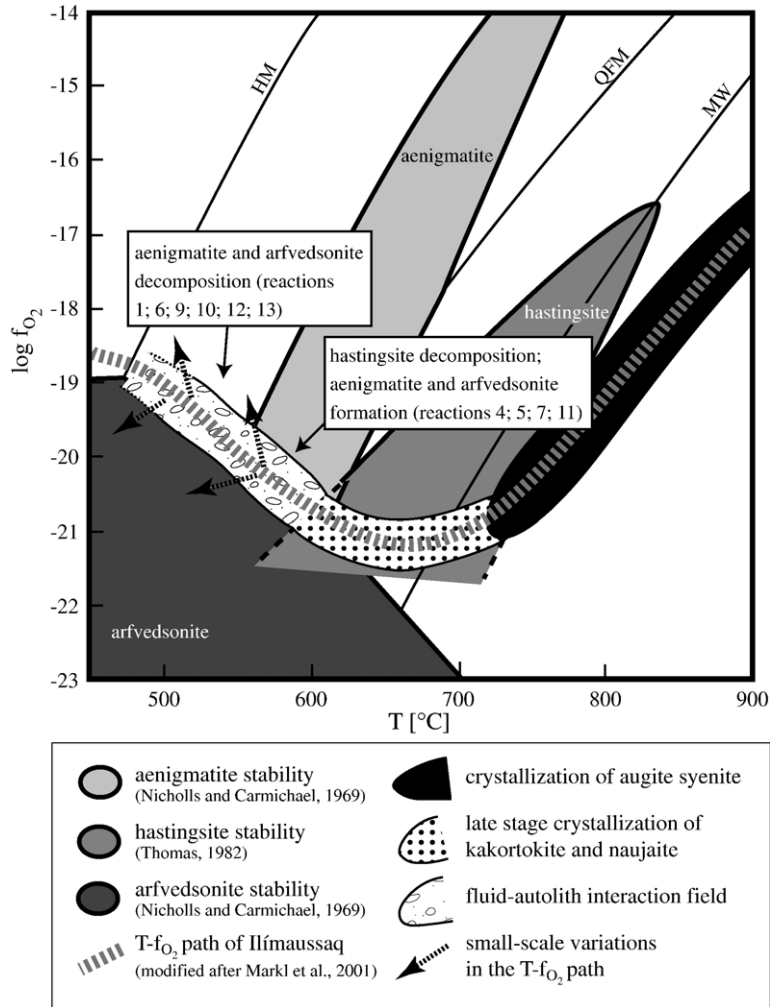 -14
-15
-16
-17
-18
-19
-20
-21
-22
-23
log fO2
HM
QFM
MW
aenigmatite
aenigmatite and arfvedsonite
decomposition (reactions
1; 6; 9; 10; 12; 13)
hastingsite
hastingsite decomposition;
aenigmatite and arfvedsonite
formation (reactions 4; 5; 7; 11)
arfvedsonite
500
600
700
800
900
T [°C]
aenigmatite stability
(Nicholls and Carmichael, 1969)
hastingsite stability
(Thomas, 1982)
arfvedsonite stability
(Nicholls and Carmichael, 1969)
T-fO2 path of Ilímaussaq
(modified after Markl et al., 2001)
crystallization of augite syenite
late stage crystallization of
kakortokite and naujaite
fluid-autolith interaction field
small-scale variations
in the T-fO2 path